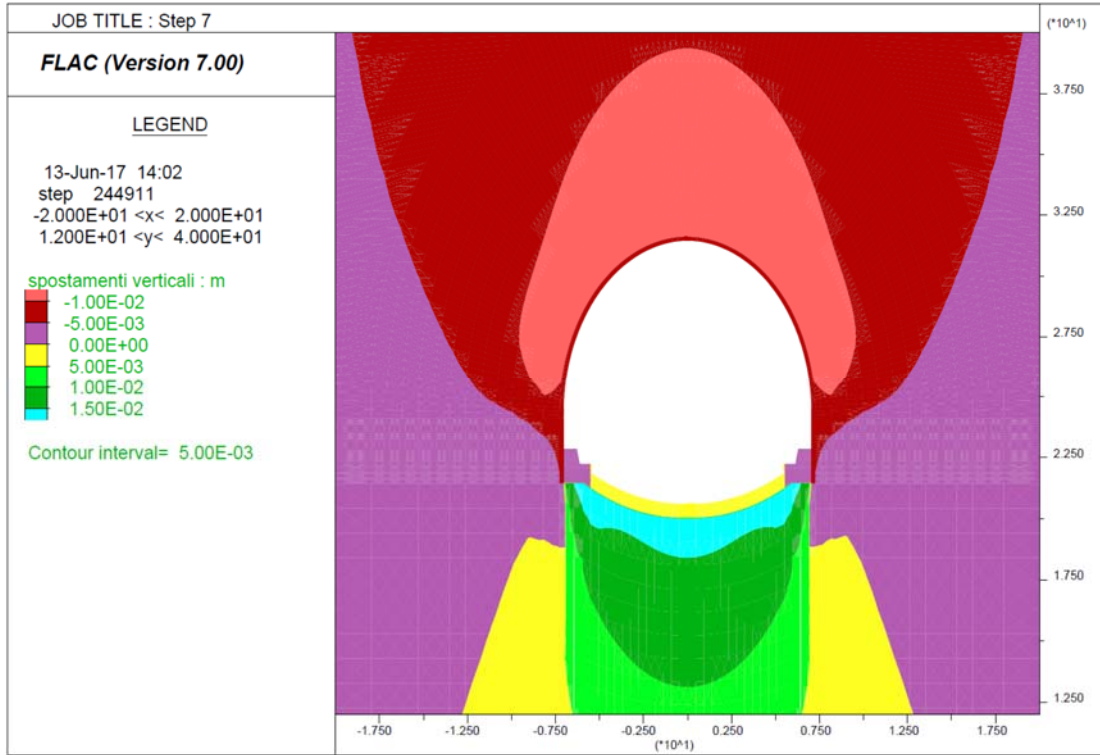 JOB TITLE : Step 7
(*10^1)
FLAC (Version 7.00)
LEGEND
13-Jun-17 14:02
step 244911
-2.000E+01 <x< 2.000E+01
1.200E+01 <y< 4.000E+01
spostamenti verticali : m
-1.00E-02
-5.00E-03
0.00E+00
5.00E-03
1.00E-02
1.50E-02
Contour interval= 5.00E-03
3.750
3.250
2.750
2.250
1.750
1.250
-1.750 -1.250 -0.750 -0.250 0.250 0.750 1.250 1.750
(*10^1)